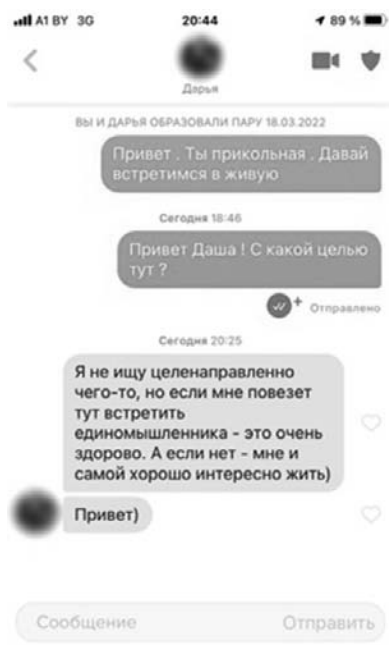 A1 BY 3G 20:44 89 %
Дарья
ВЫ И ДАРЬЯ ОБРАЗОВАЛИ ПАРУ 18.03.2022
Привет . Ты прикольная . Давай
встретимся в живую
Сегодня 18:46
Привет Даша ! С какой целью
тут ?
Отправлено
Сегодня 20:25
Я не ищу целенаправленно
чего-то, но если мне повезет
тут встретить
единомышленника - это очень
здорово. А если нет - мне и
самой хорошо интересно жить)
Привет)
Сообщение Отправить